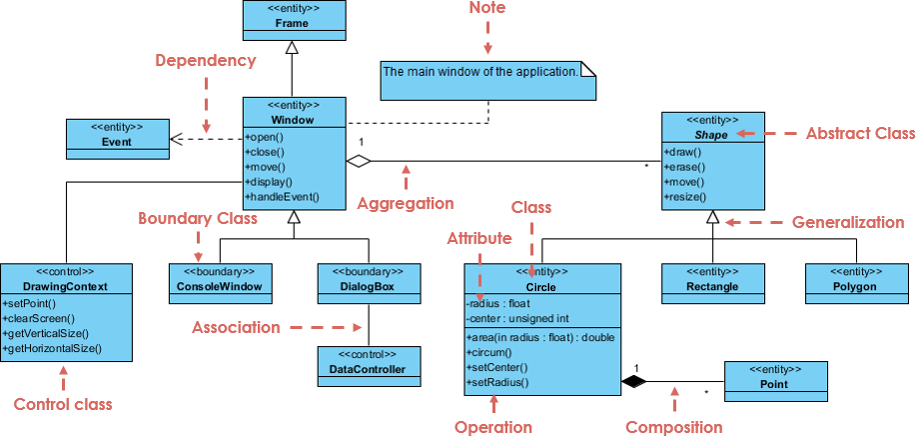 <<entity>>
Frame
Note
The main window of the application.
Dependency
<<entity>>
Window
+open()
+close()
+move()
+display()
+handleEvent()
<<entity>>
Event
1
*
Aggregation
<<entity>>
Shape
+draw()
+erase()
+move()
+resize()
Abstract Class
Generalization
Boundary Class
Class
Attribute
<<control>>
DrawingContext
+setPoint()
+clearScreen()
+getVerticalSize()
+getHorizontalSize()
Control class
<<boundary>>
ConsoleWindow
<<boundary>>
DialogBox
Association
<<control>>
DataController
<<entity>>
Circle
-radius : float
-center : unsigned int
+area(in radius : float) : double
+circum()
+setCenter()
+setRadius()
Operation
<<entity>>
Rectangle
<<entity>>
Polygon
1
*
Composition
<<entity>>
Point